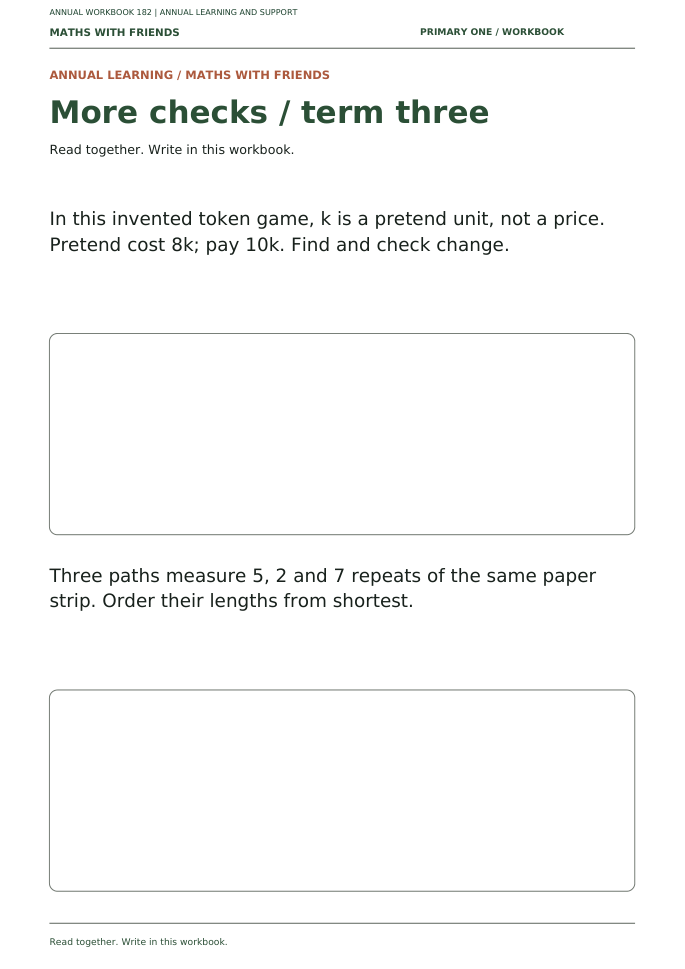 ANNUAL WORKBOOK 182 | ANNUAL LEARNING AND SUPPORT
MATHS WITH FRIENDS
PRIMARY ONE / WORKBOOK
ANNUAL LEARNING / MATHS WITH FRIENDS
More checks / term three
Read together. Write in this workbook.
In this invented token game, k is a pretend unit, not a price.
Pretend cost 8k; pay 10k. Find and check change.
Three paths measure 5, 2 and 7 repeats of the same paper
strip. Order their lengths from shortest.
Read together. Write in this workbook.